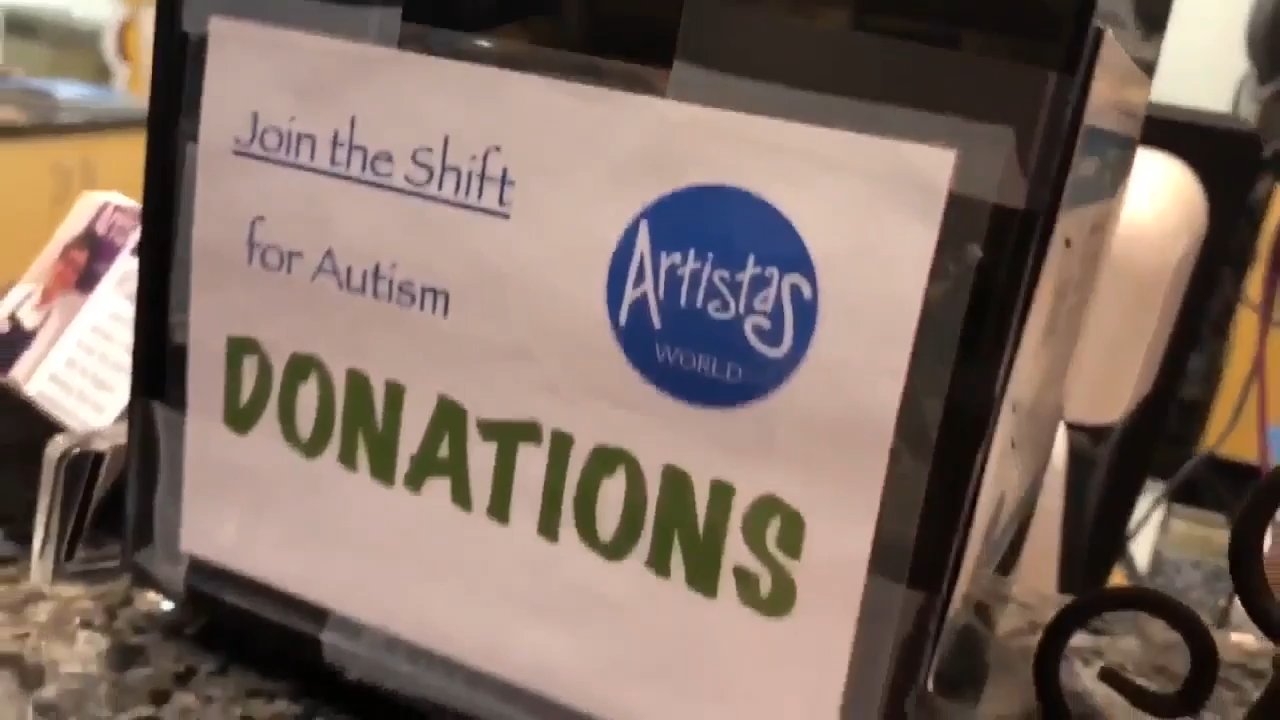 Join the Shift
for Autism
Artistas
WORLD
DONATIONS